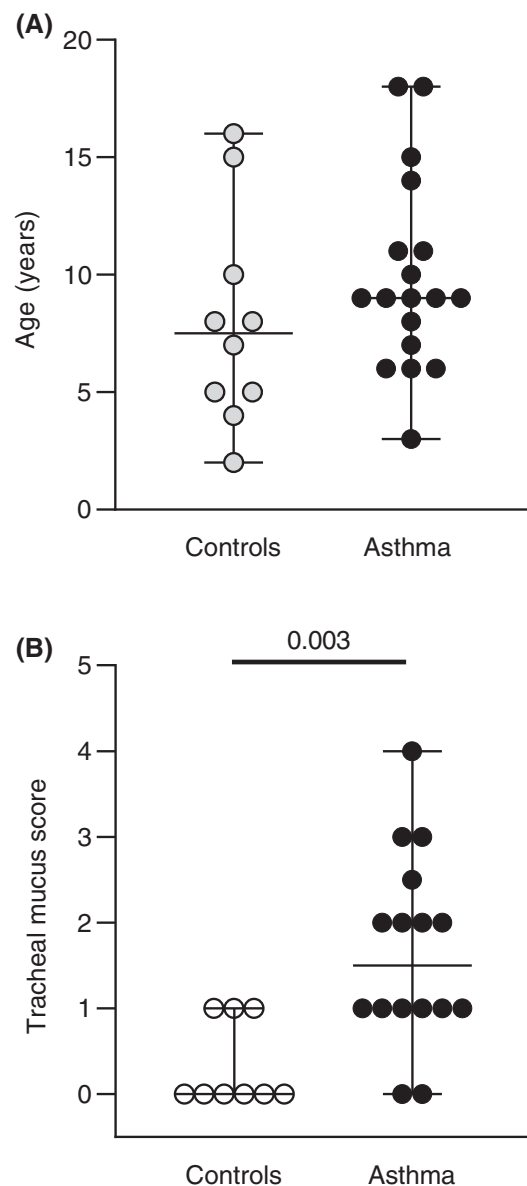 (A)
20
15
10
5
0
Age (years)
Controls Asthma
(B)
0.003
5
4
3
2
1
0
Tracheal mucus score
Controls Asthma